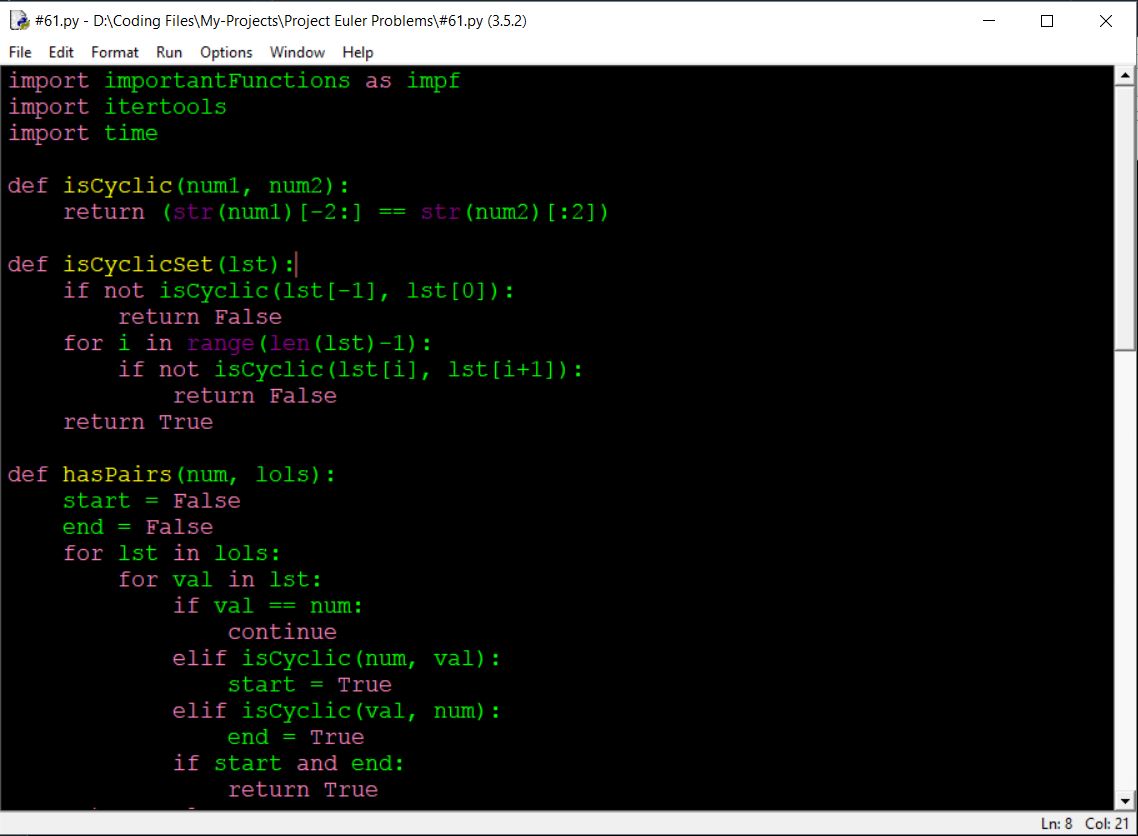 #61.py - D:\Coding Files\My-Projects\Project Euler Problems\#61.py (3.5.2)
File Edit Format Run Options Window Help
import importantFunctions as impf
import itertools
import time
def isCyclic(num1, num2):
    return (str(num1)[-2:] == str(num2)[:2])
def isCyclicSet(lst):
    if not isCyclic(lst[-1], lst[0]):
        return False
    for i in range(len(lst)-1):
        if not isCyclic(lst[i], lst[i+1]):
            return False
    return True
def hasPairs(num, lols):
    start = False
    end = False
    for lst in lols:
        for val in lst:
            if val == num:
                continue
            elif isCyclic(num, val):
                start = True
            elif isCyclic(val, num):
                end = True
            if start and end:
                return True
Ln: 8 Col: 21